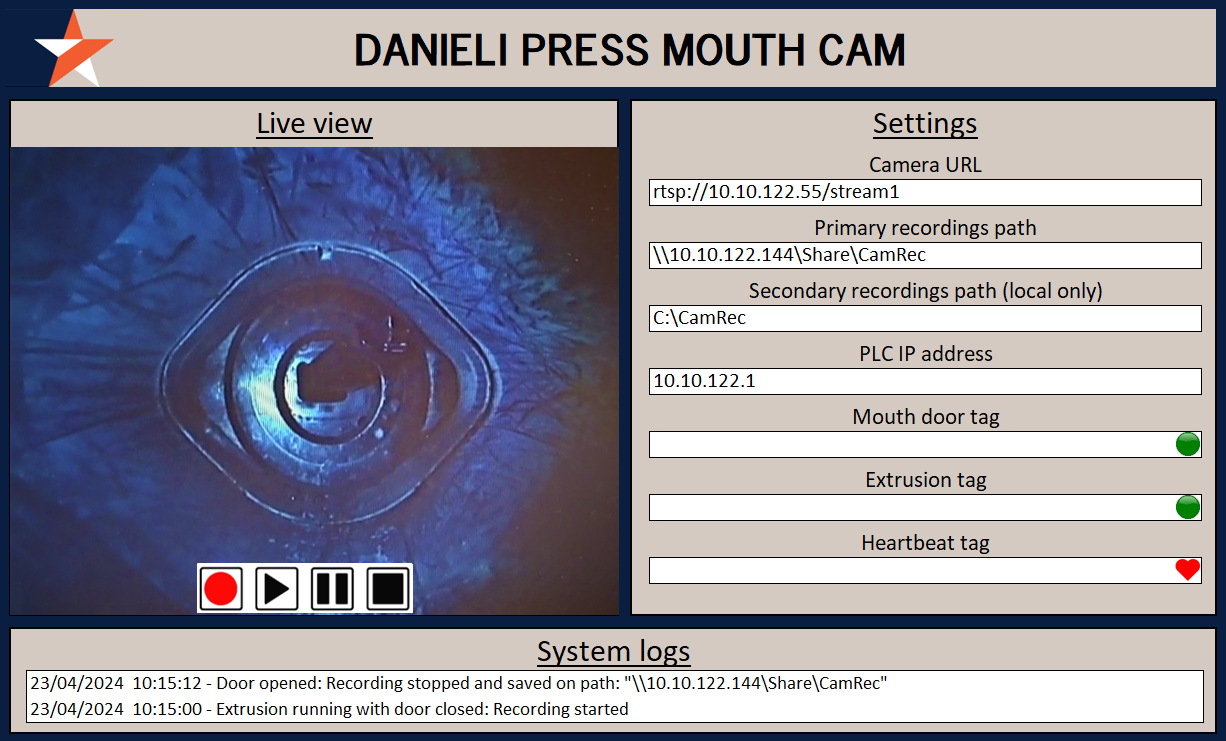 DANIELI PRESS MOUTH CAM
Live view
Settings
Camera URL
rtsp://10.10.122.55/stream1
Primary recordings path
\\10.10.122.144\Share\CamRec
Secondary recordings path (local only)
C:\CamRec
PLC IP address
10.10.122.1
Mouth door tag
Extrusion tag
Heartbeat tag
System logs
23/04/2024 10:15:12 - Door opened: Recording stopped and saved on path: "\\10.10.122.144\Share\CamRec"
23/04/2024 10:15:00 - Extrusion running with door closed: Recording started